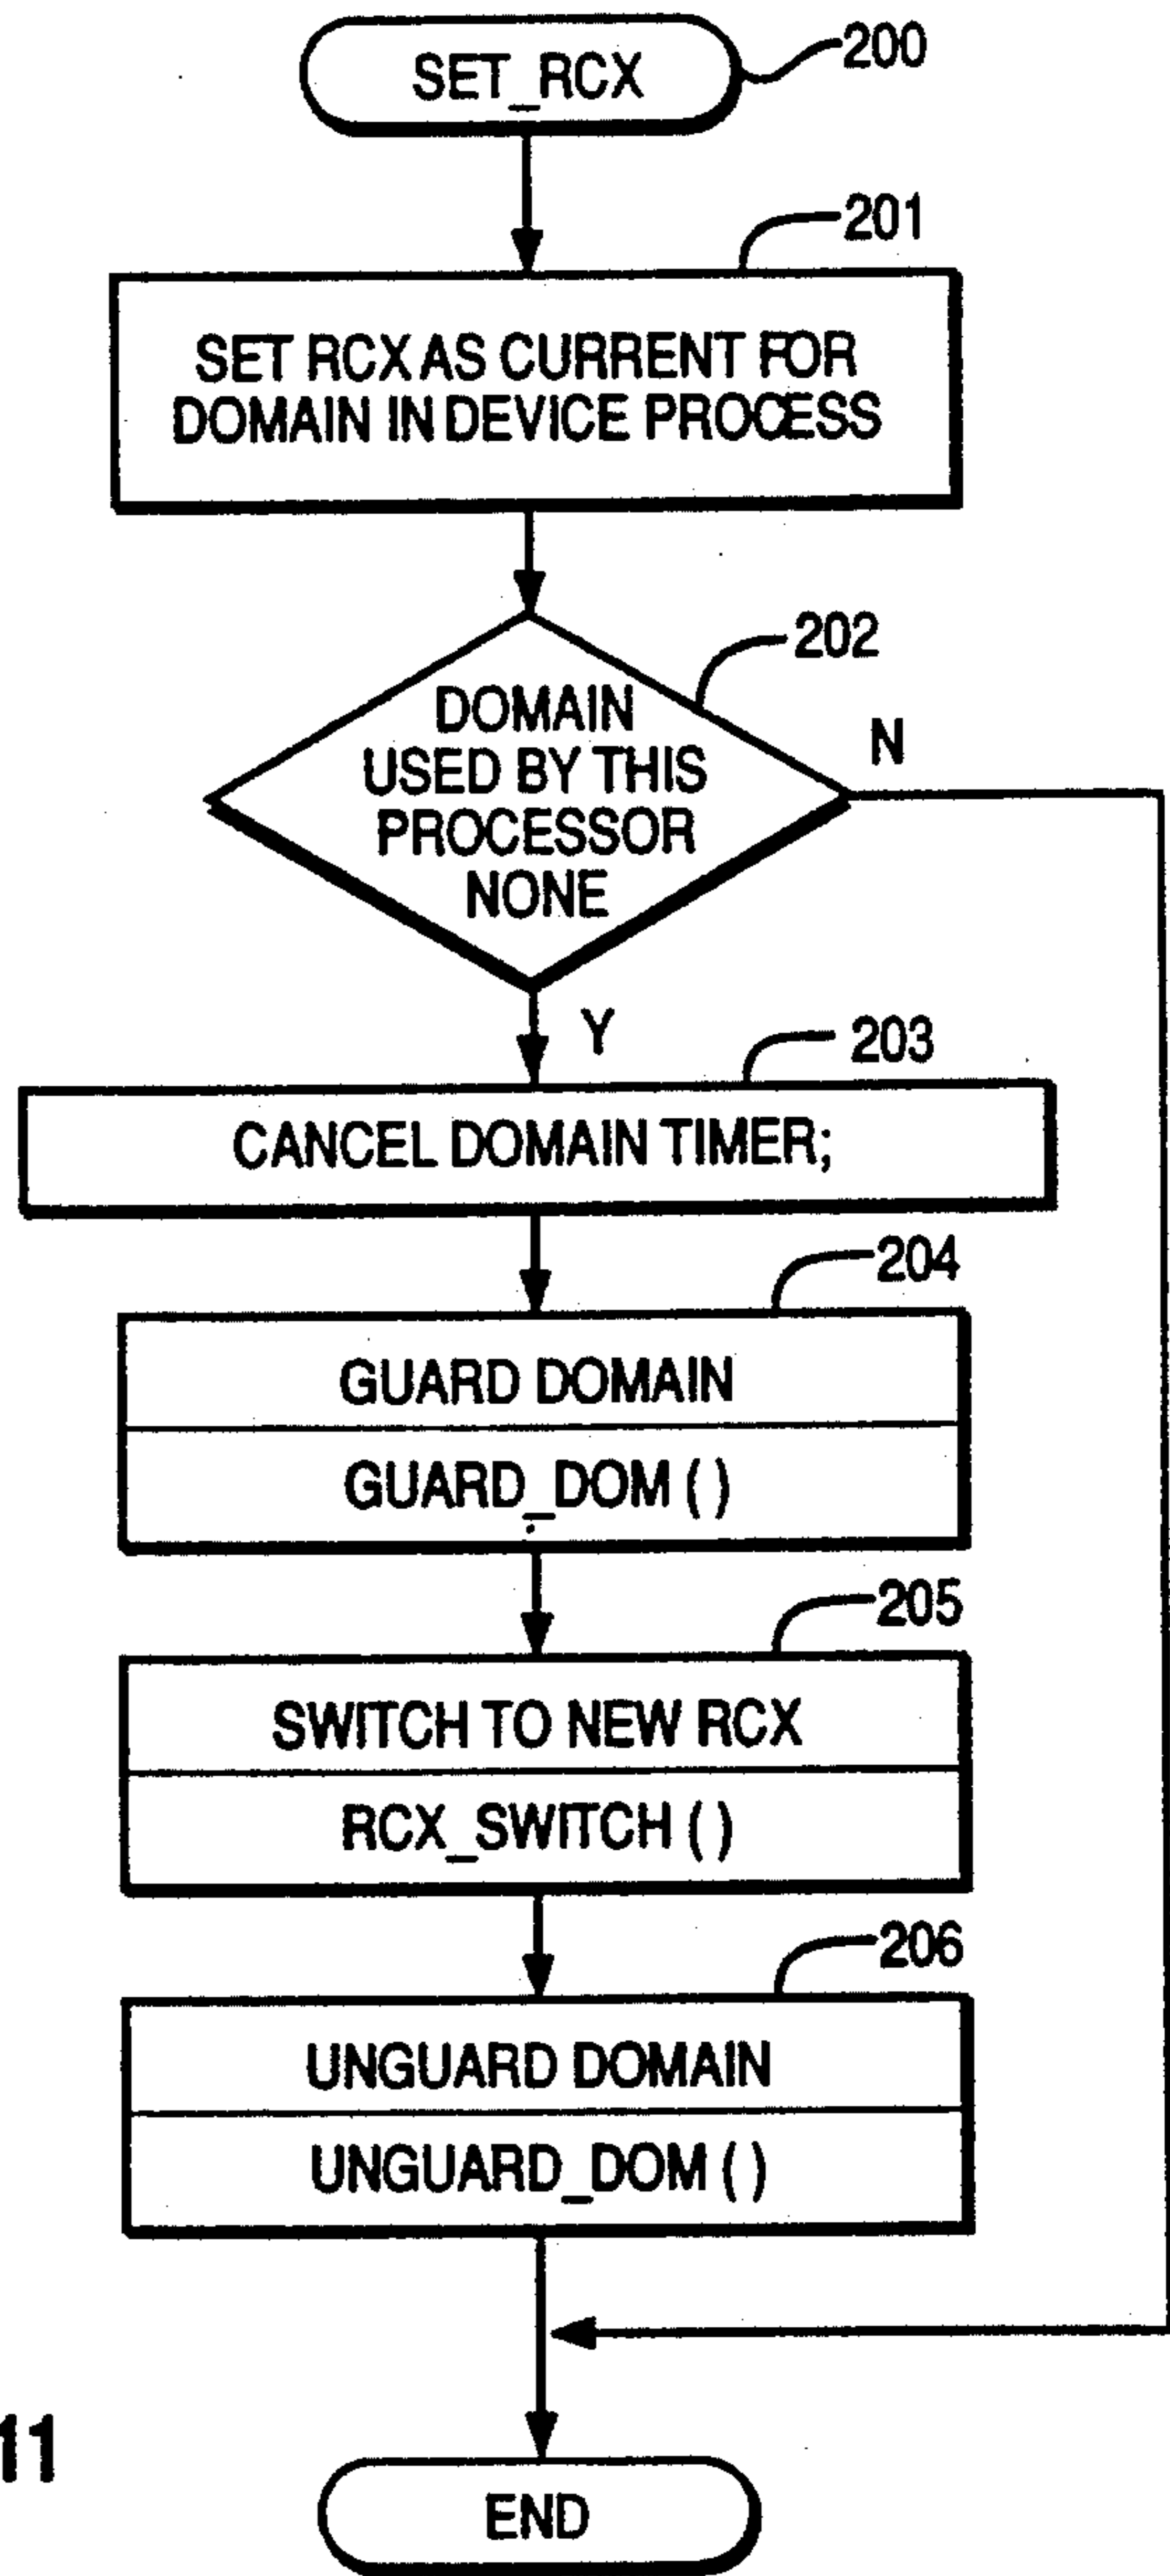 SET_RCX
200
201
SET RCX AS CURRENT FOR
DOMAIN IN DEVICE PROCESS
202
DOMAIN
USED BY THIS
PROCESSOR
NONE
N
Y
203
CANCEL DOMAIN TIMER;
204
GUARD DOMAIN
GUARD_DOM ( )
205
SWITCH TO NEW RCX
RCX_SWITCH ( )
206
UNGUARD DOMAIN
UNGUARD_DOM ( )
11
END